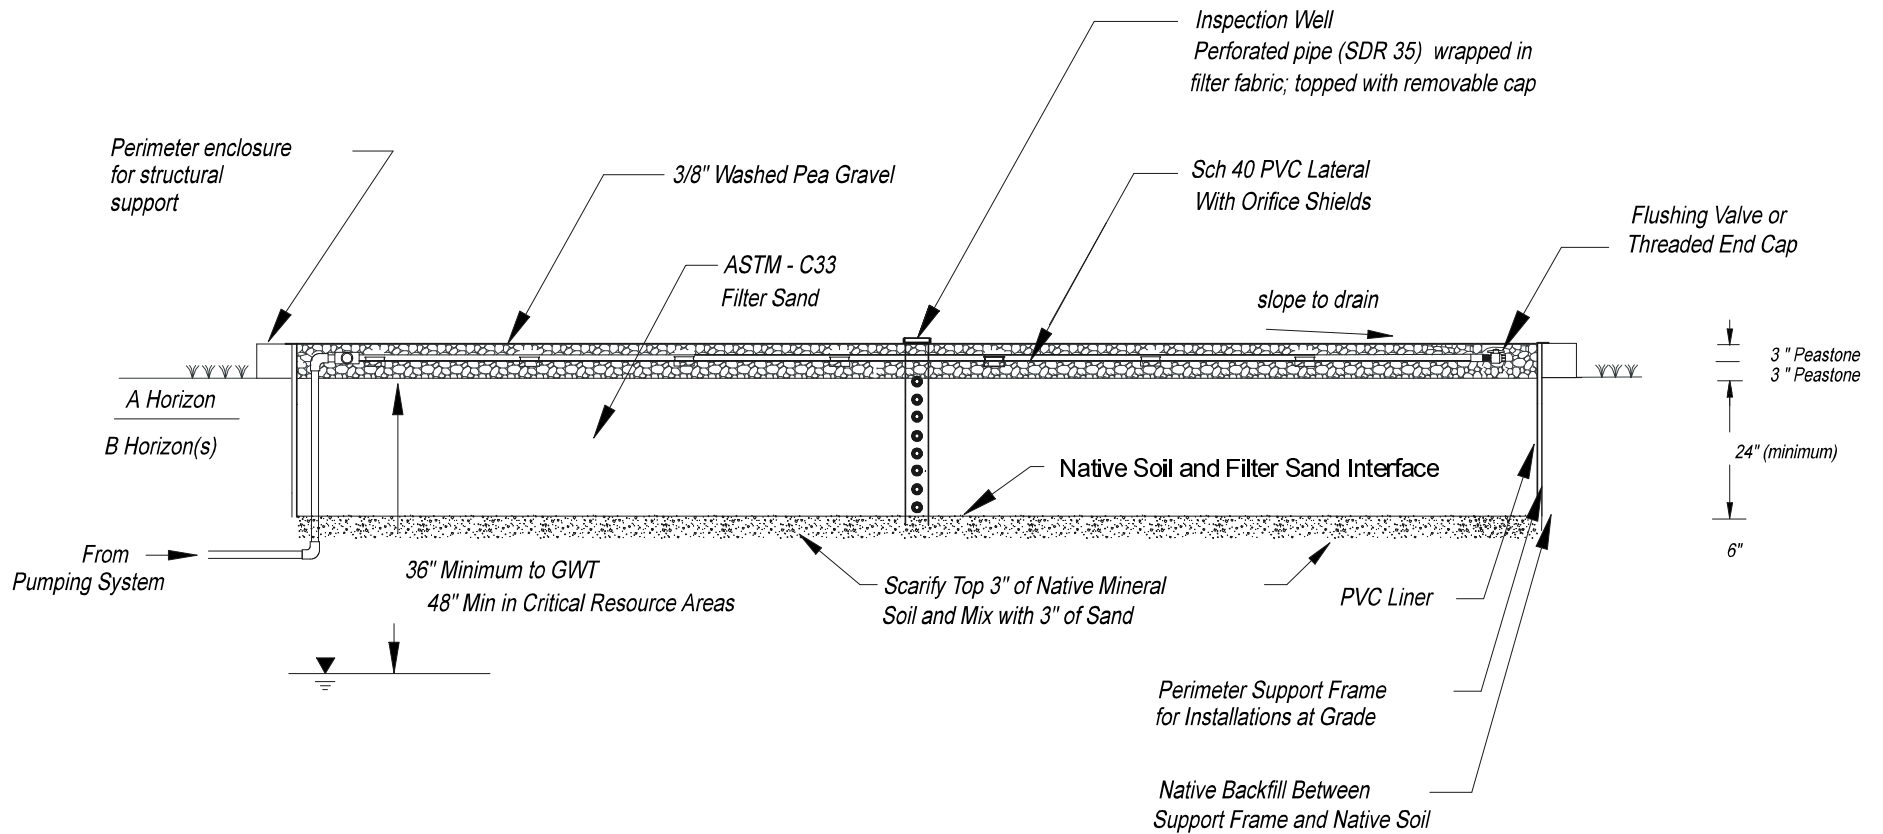 Inspection Well
Perforated pipe (SDR 35) wrapped in
filter fabric; topped with removable cap
Perimeter enclosure
for structural
support
3/8" Washed Pea Gravel
Sch 40 PVC Lateral
With Orifice Shields
Flushing Valve or
Threaded End Cap
ASTM - C33
Filter Sand
slope to drain
3 " Peastone
3 " Peastone
A Horizon
B Horizon(s)
24" (minimum)
Native Soil and Filter Sand Interface
6"
From
Pumping System
36" Minimum to GWT
48" Min in Critical Resource Areas
Scarify Top 3" of Native Mineral
Soil and Mix with 3" of Sand
PVC Liner
Perimeter Support Frame
for Installations at Grade
Native Backfill Between
Support Frame and Native Soil